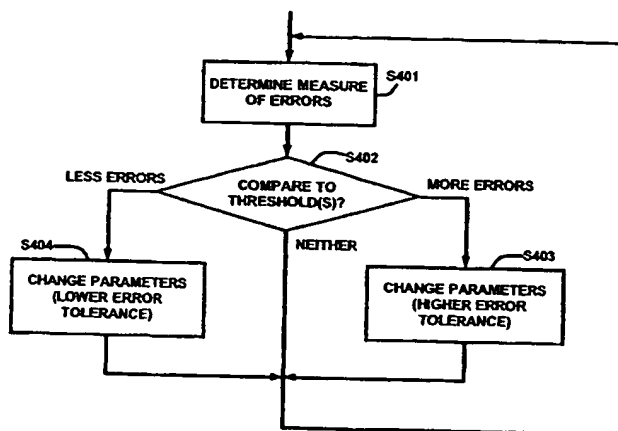 DETERMINE MEASURE
OF ERRORS
S401
S402
LESS ERRORS
COMPARE TO
THRESHOLD(S)?
MORE ERRORS
NEITHER
S404
CHANGE PARAMETERS
(LOWER ERROR
TOLERANCE)
S403
CHANGE PARAMETERS
(HIGHER ERROR
TOLERANCE)